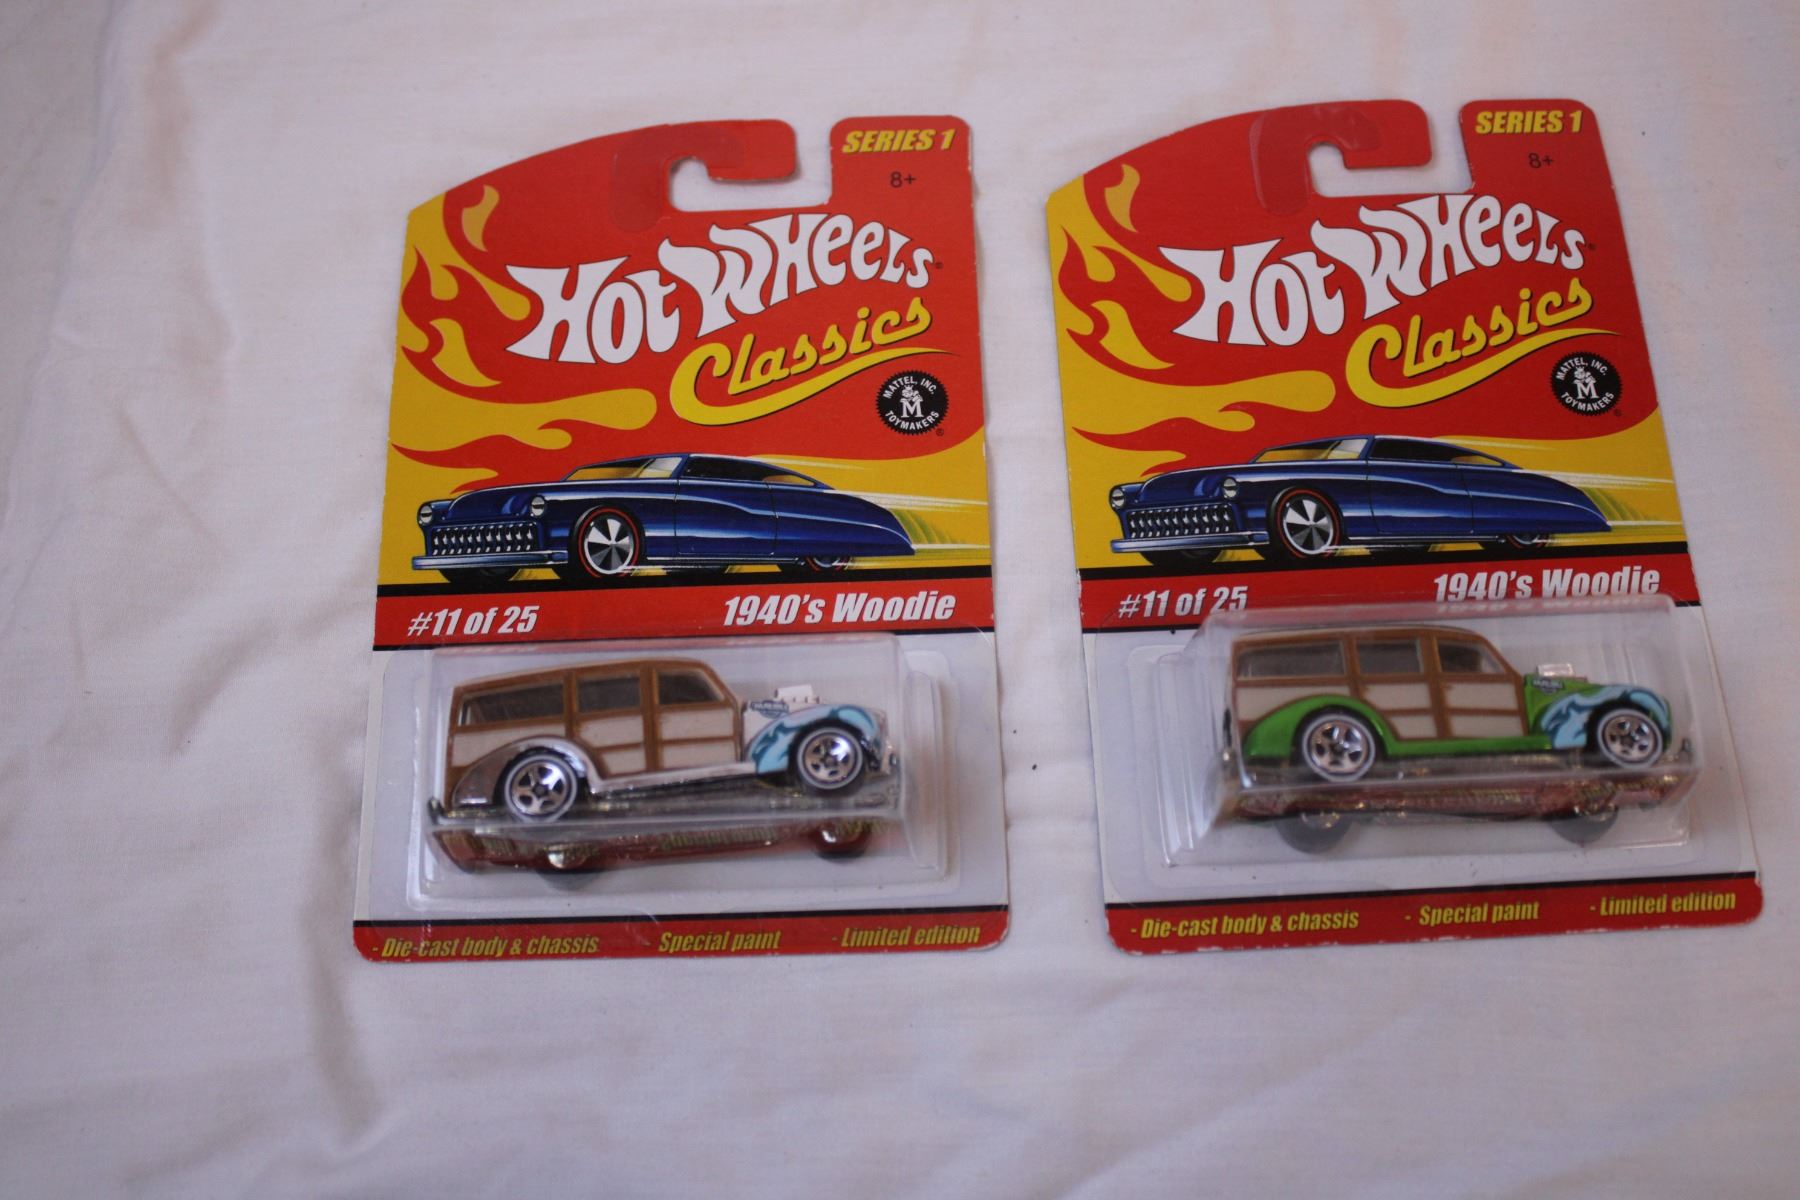 SERIES 1
8+
Hot Wheels
Classics
MATTEL, INC.
M
TOYMAKERS
#11 of 25
1940's Woodie
- Die-cast body & chassis - Special paint - Limited edition
SERIES 1
8+
Hot Wheels
Classics
MATTEL, INC.
M
TOYMAKERS
#11 of 25
1940's Woodie
- Die-cast body & chassis - Special paint - Limited edition